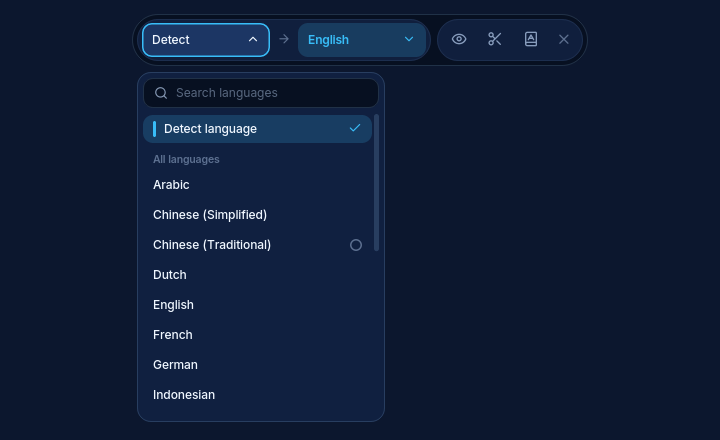 Detect
English
Search languages
Detect language
All languages
Arabic
Chinese (Simplified)
Chinese (Traditional)
Dutch
English
French
German
Indonesian